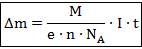 Δm = M / (e · n · N_A) · I · t